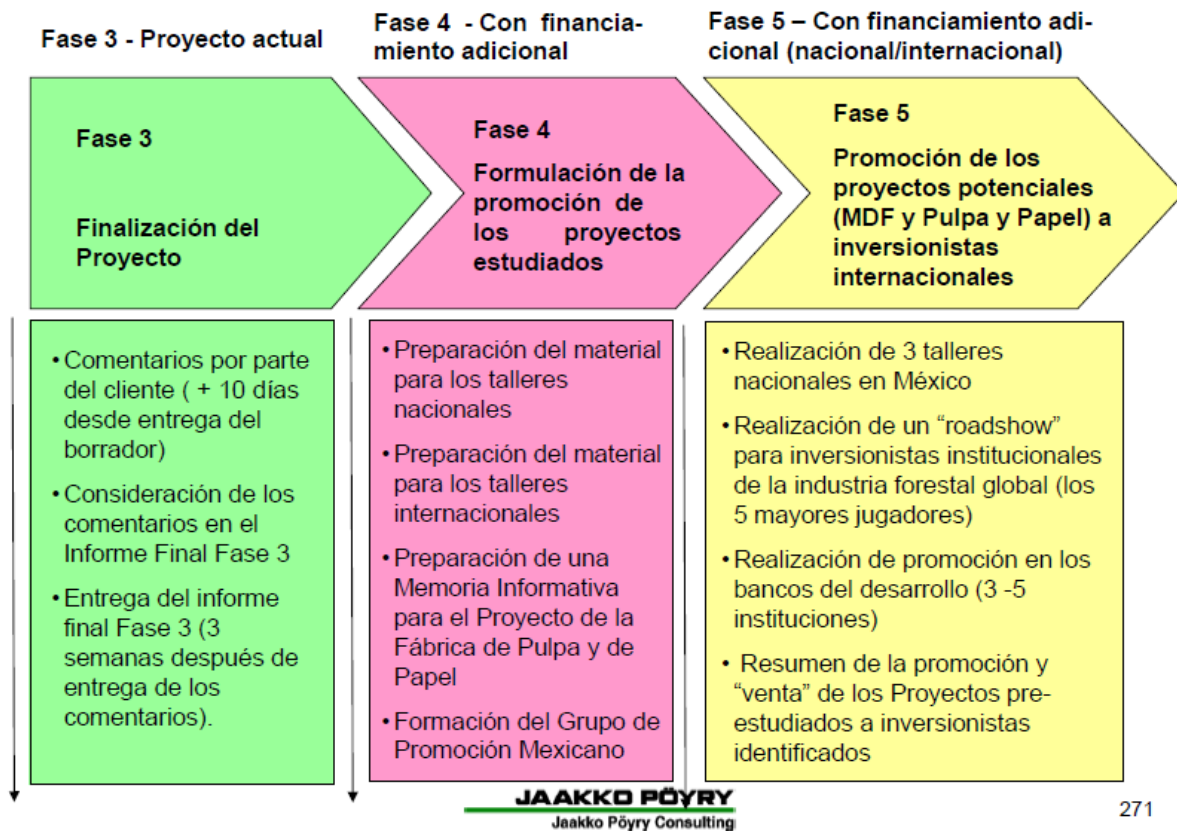 Fase 3 - Proyecto actual
Fase 4 - Con financia-
miento adicional
Fase 5 – Con financiamiento adi-
cional (nacional/internacional)
Fase 3
Finalización del
Proyecto
Fase 4
Formulación de la
promoción de
los proyectos
estudiados
Fase 5
Promoción de los
proyectos potenciales
(MDF y Pulpa y Papel) a
inversionistas
internacionales
• Comentarios por parte
del cliente ( + 10 días
desde entrega del
borrador)
• Consideración de los
comentarios en el
Informe Final Fase 3
• Entrega del informe
final Fase 3 (3
semanas después de
entrega de los
comentarios).
• Preparación del material
para los talleres
nacionales
• Preparación del material
para los talleres
internacionales
• Preparación de una
Memoria Informativa
para el Proyecto de la
Fábrica de Pulpa y de
Papel
• Formación del Grupo de
Promoción Mexicano
• Realización de 3 talleres
nacionales en México
• Realización de un “roadshow”
para inversionistas institucionales
de la industria forestal global (los
5 mayores jugadores)
• Realización de promoción en los
bancos del desarrollo (3 -5
instituciones)
• Resumen de la promoción y
“venta” de los Proyectos pre-
estudiados a inversionistas
identificados
JAAKKO PÖYRY
Jaakko Pöyry Consulting
271